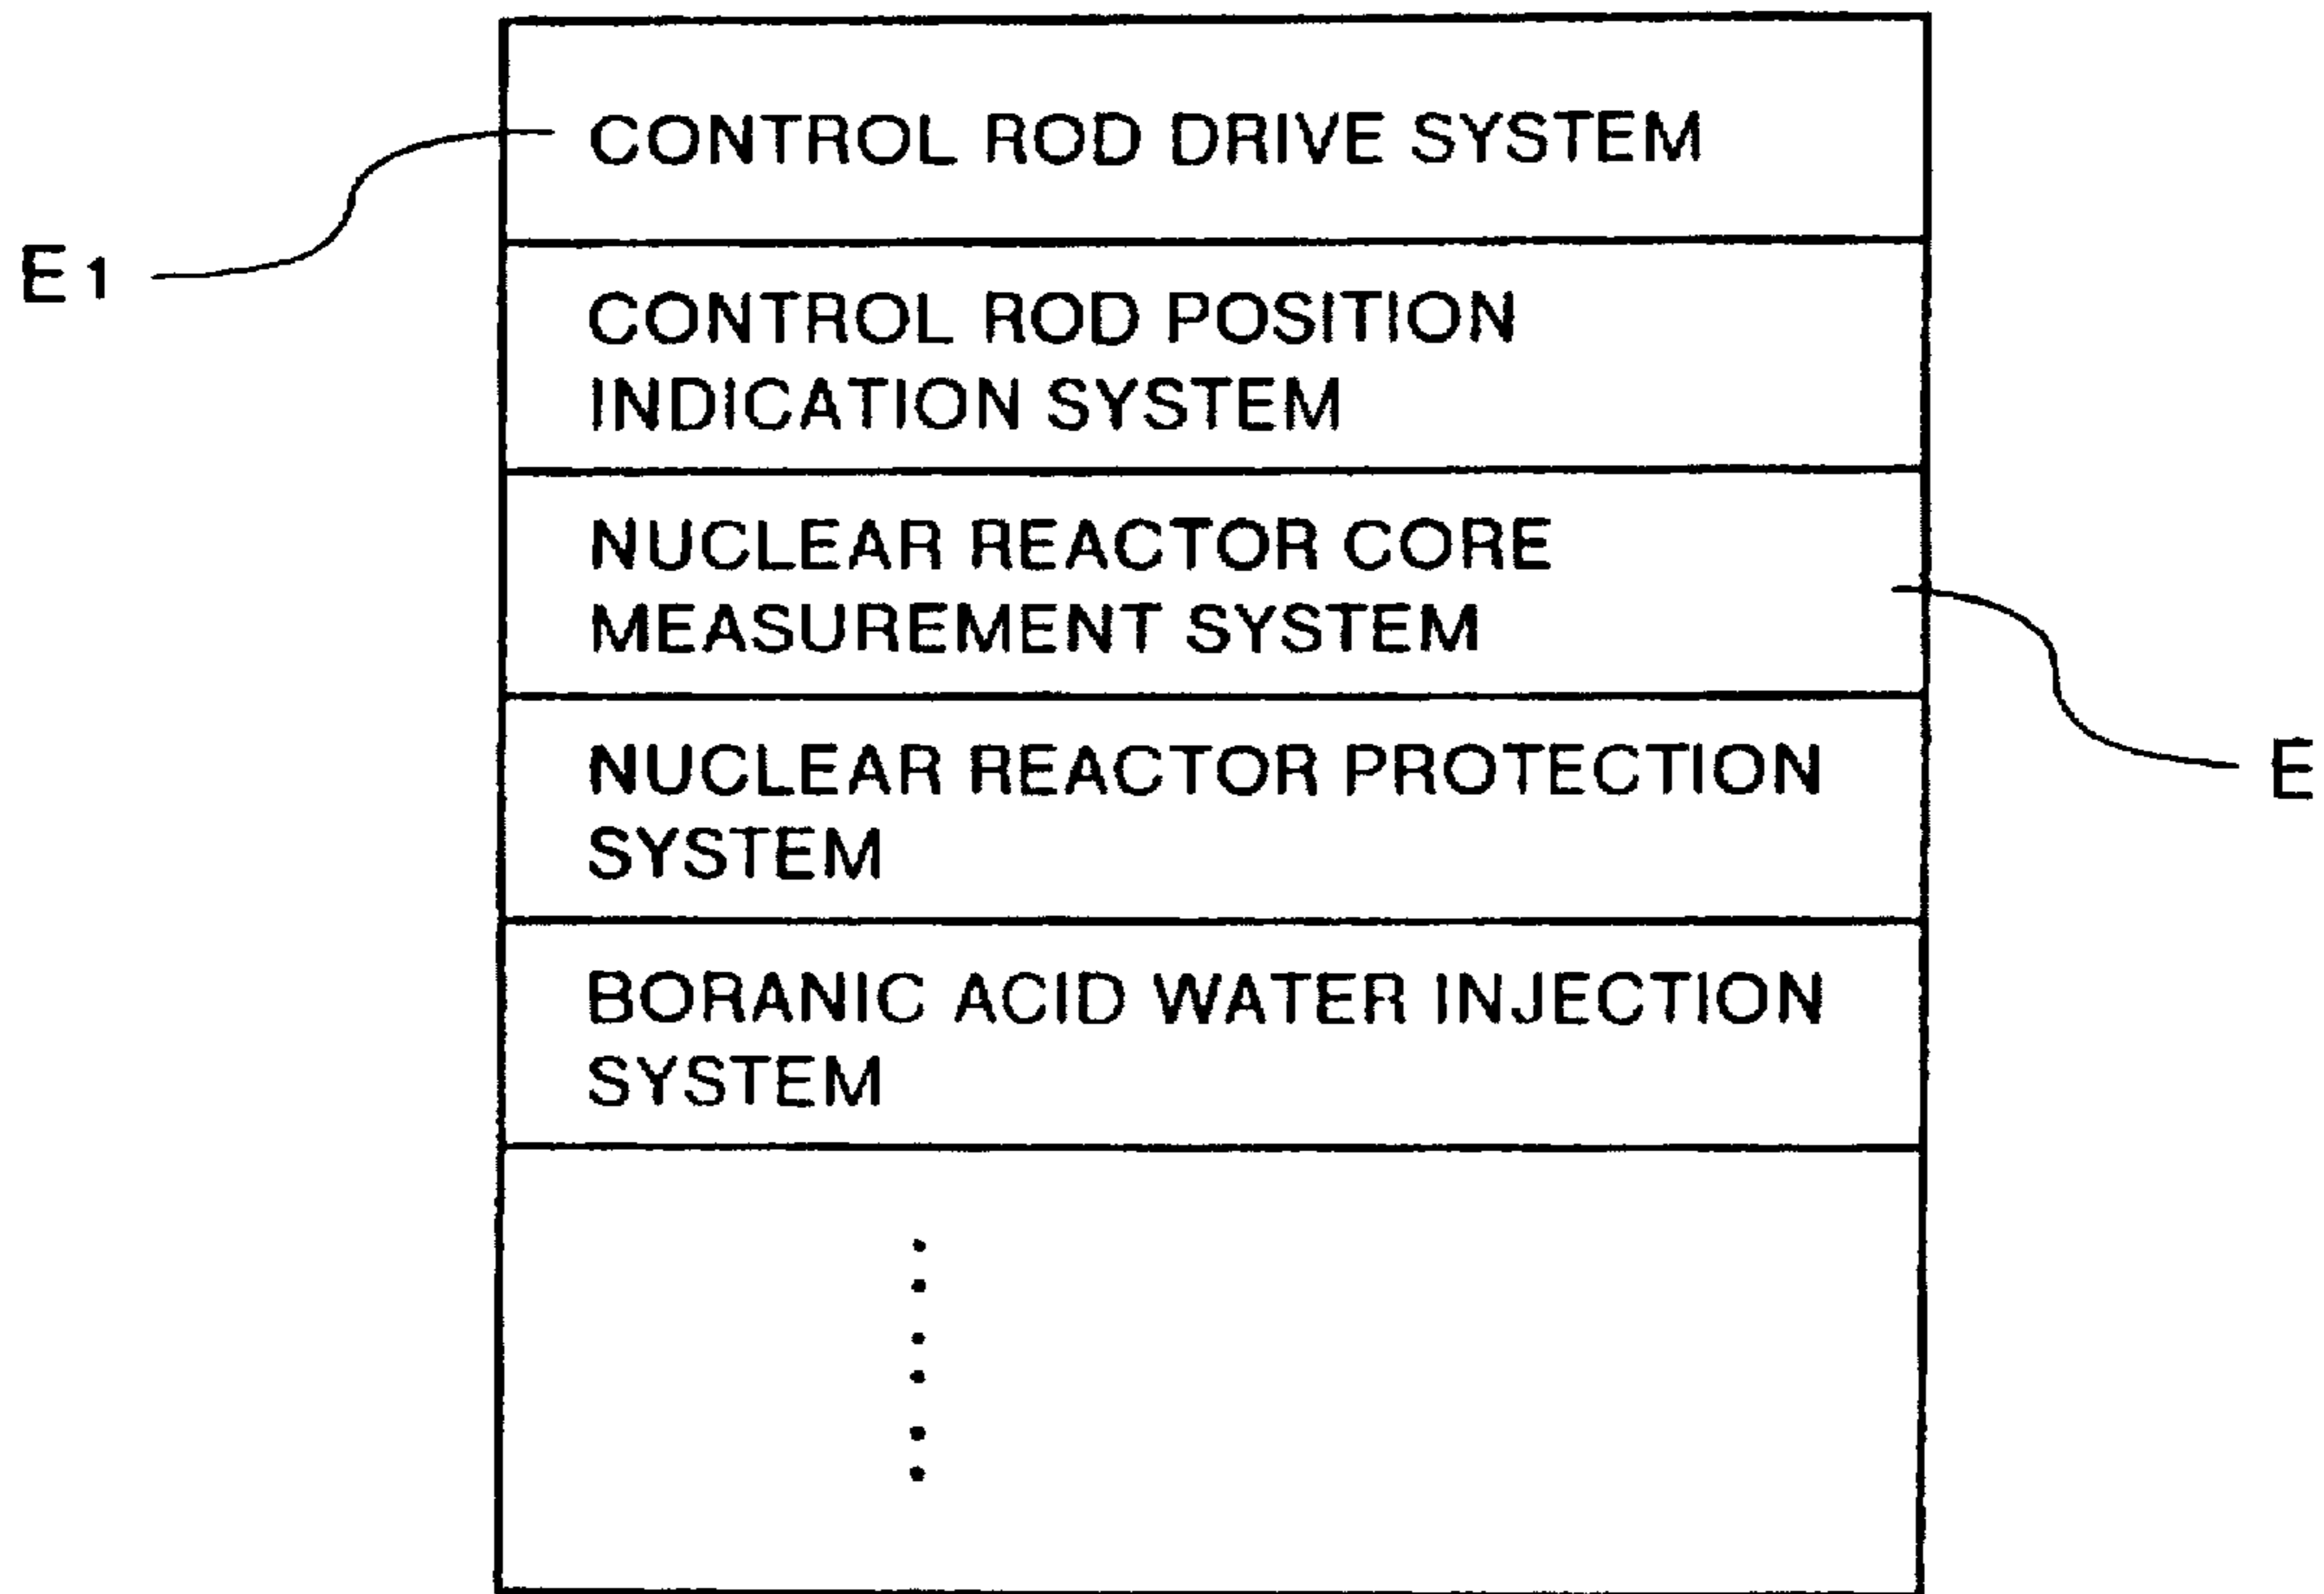 CONTROL ROD DRIVE SYSTEM
E1
CONTROL ROD POSITION
INDICATION SYSTEM
NUCLEAR REACTOR CORE
MEASUREMENT SYSTEM
E
NUCLEAR REACTOR PROTECTION
SYSTEM
BORANIC ACID WATER INJECTION
SYSTEM